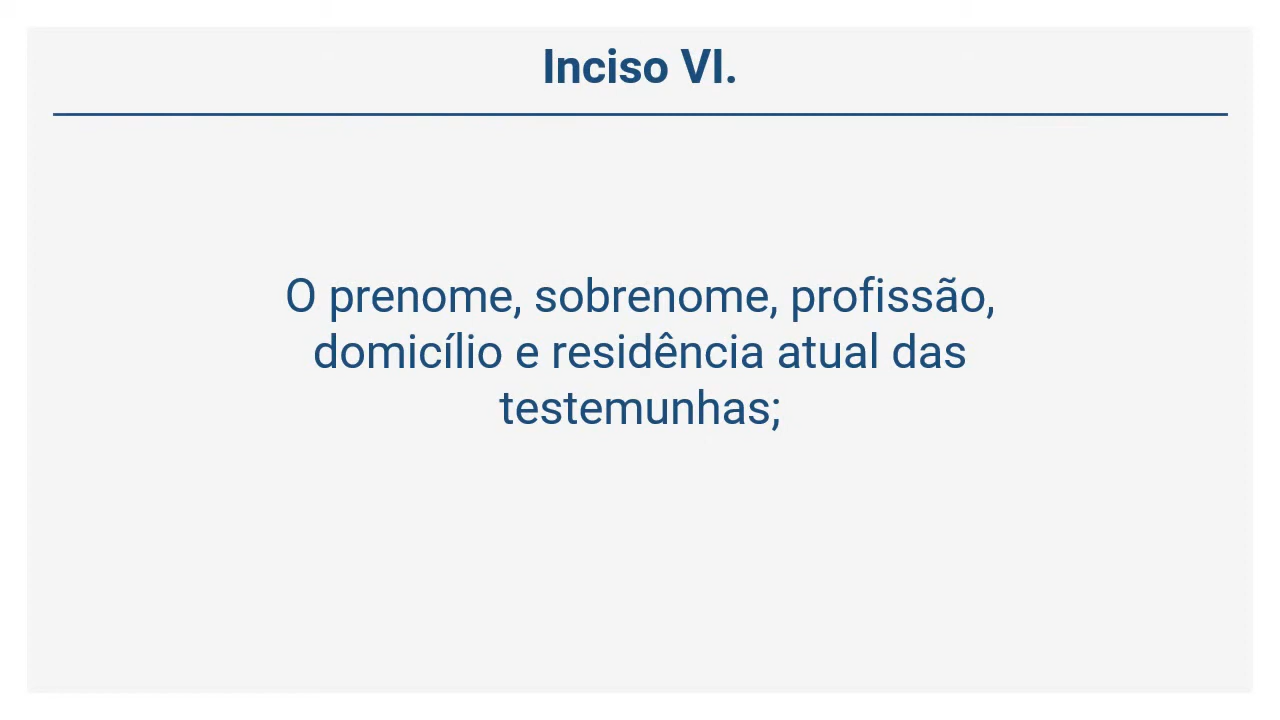 Inciso VI.
O prenome, sobrenome, profissão,
domicílio e residência atual das
testemunhas;